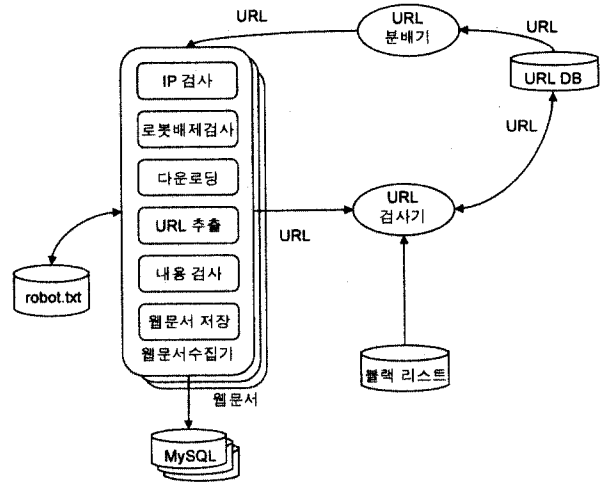 URL
URL
분배기
URL
URL DB
IP 검사
로봇배제검사
다운로딩
URL 추출
내용 검사
웹문서 저장
웹문서수집기
URL
URL
URL
검사기
robot.txt
블랙 리스트
웹문서
MySQL